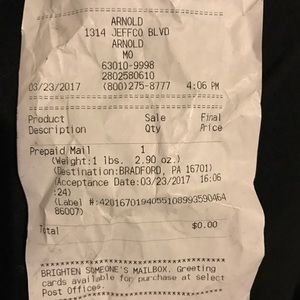 ARNOLD
1314 JEFFCO BLVD
ARNOLD
MO
63010-9998
2802580610
03/23/2017 (800)275-8777 4:06 PM
Product Sale Final
Description Qty Price
Prepaid Mail 1
(Weight:1 lbs. 2.90 oz.)
(Destination:BRADFORD, PA 16701)
(Acceptance Date:03/23/2017 16:06
:24)
(Label #:420167019405510899359046 4
86007)
Total $0.00
BRIGHTEN SOMEONE'S MAILBOX. Greeting
cards available for purchase at select
Post Offices.